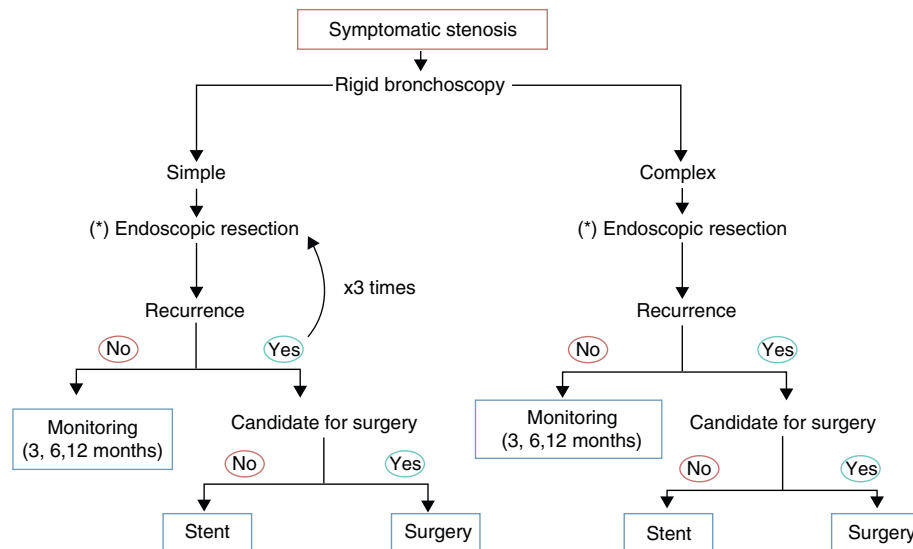 Symptomatic stenosis
Rigid bronchoscopy
Simple
(*) Endoscopic resection
x3 times
Recurrence
No
Yes
Monitoring
(3, 6,12 months)
Candidate for surgery
No
Yes
Stent
Surgery
Complex
(*) Endoscopic resection
Recurrence
No
Yes
Monitoring
(3, 6,12 months)
Candidate for surgery
No
Yes
Stent
Surgery